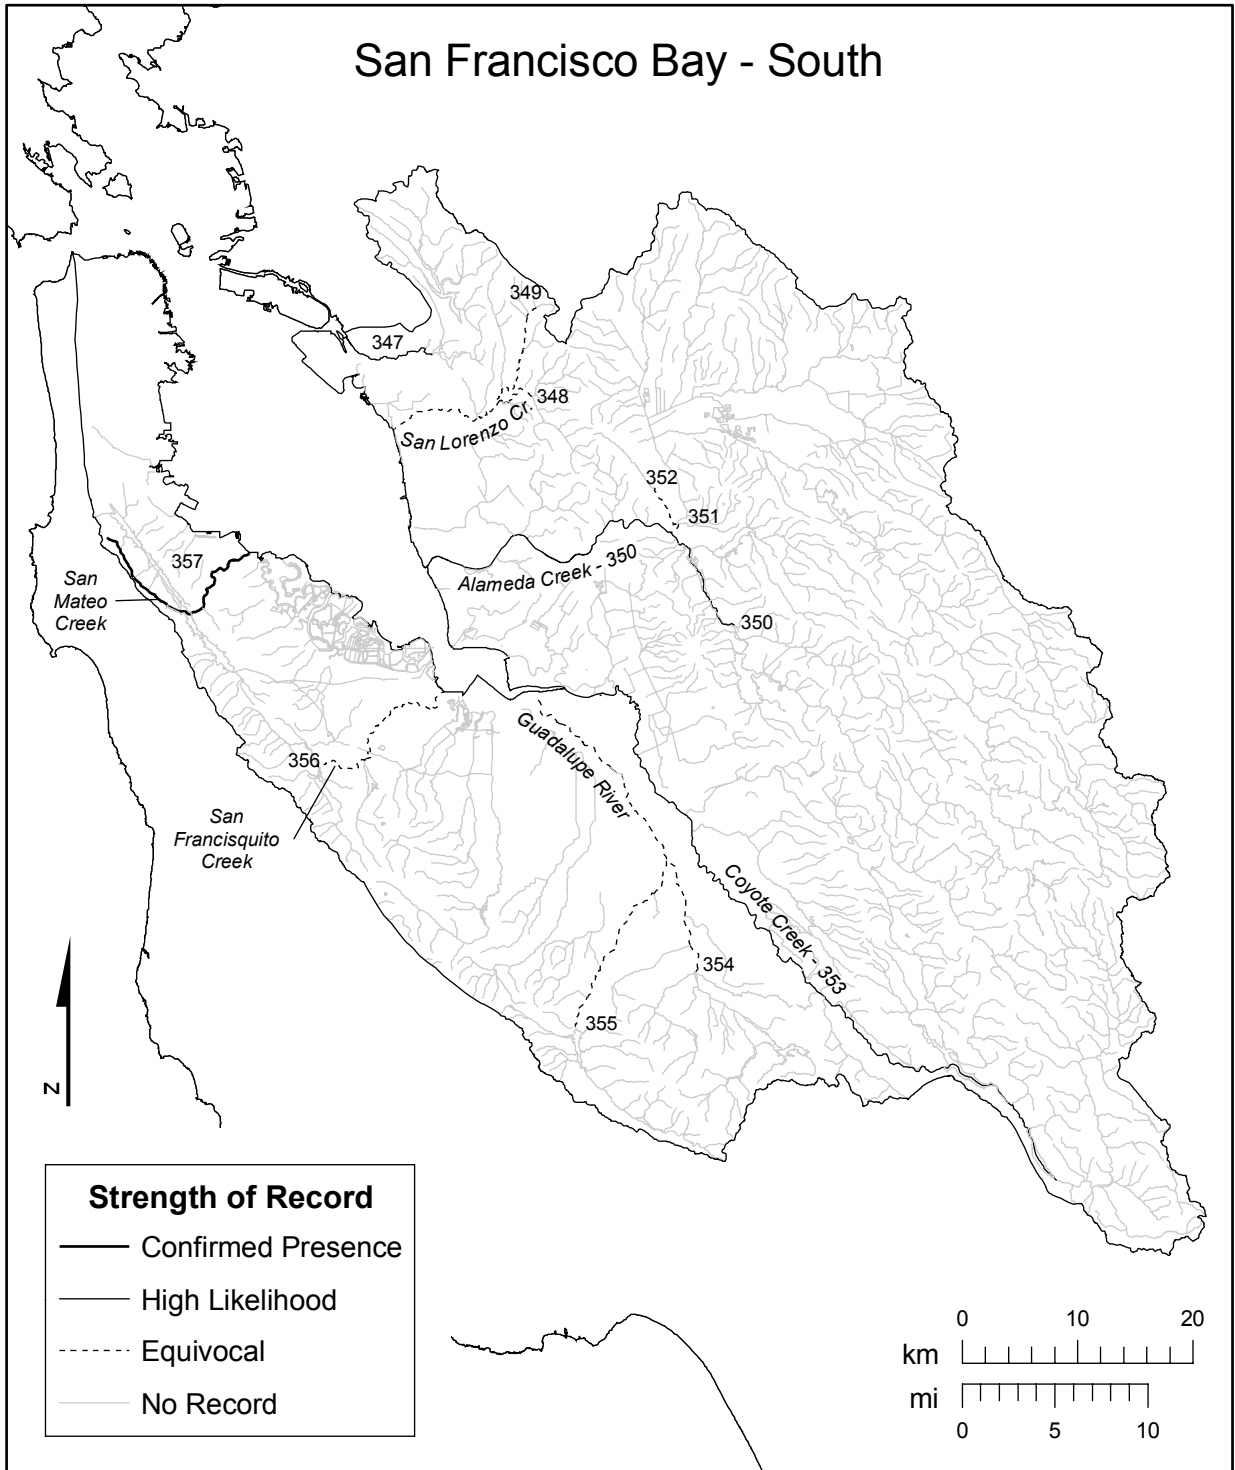 San Francisco Bay - South
349
347
348
San Lorenzo Cr.
352
351
357
Alameda Creek - 350
San
Mateo
Creek
350
Guadalupe River
356
San
Francisquito
Creek
Coyote Creek - 353
354
355
N
Strength of Record
Confirmed Presence
High Likelihood
Equivocal
No Record
0 10 20
km
mi
0 5 10